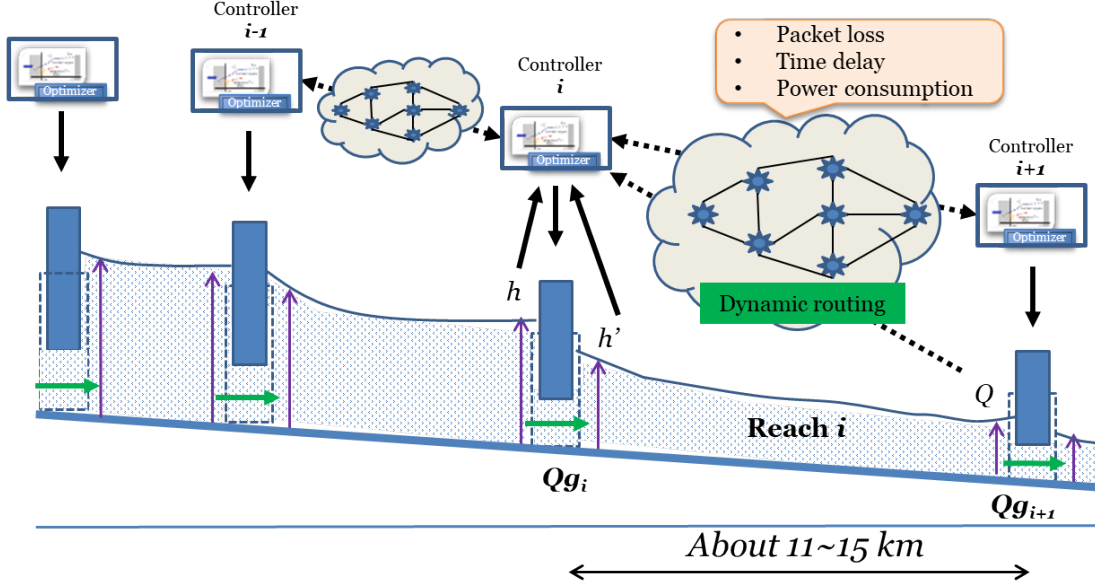 Controller
i-1
Optimizer
Optimizer
Controller
i
Optimizer
• Packet loss
• Time delay
• Power consumption
Controller
i+1
Optimizer
Dynamic routing
h
h’
Q
Reach i
Qgi
Qgi+1
About 11~15 km